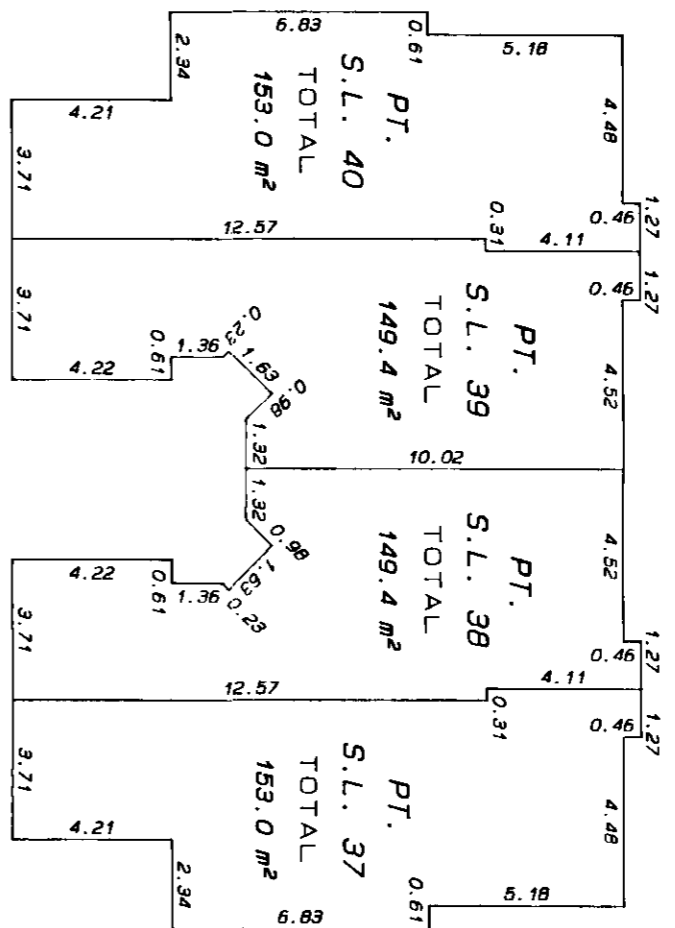 6.83
0.61
5.18
2.34
PT.
S.L. 40
TOTAL
153.0 m²
4.48
4.21
3.71
12.57
0.31
4.11
0.46
1.27
0.46
1.27
3.71
4.22
0.61
1.36
0.23
1.63
0.98
1.32
PT.
S.L. 39
TOTAL
149.4 m²
4.52
10.02
1.32
0.98
1.63
0.23
1.36
0.61
4.22
3.71
PT.
S.L. 38
TOTAL
149.4 m²
4.52
12.57
0.31
4.11
0.46
1.27
0.46
1.27
3.71
4.21
2.34
PT.
S.L. 37
TOTAL
153.0 m²
4.48
6.83
0.61
5.18